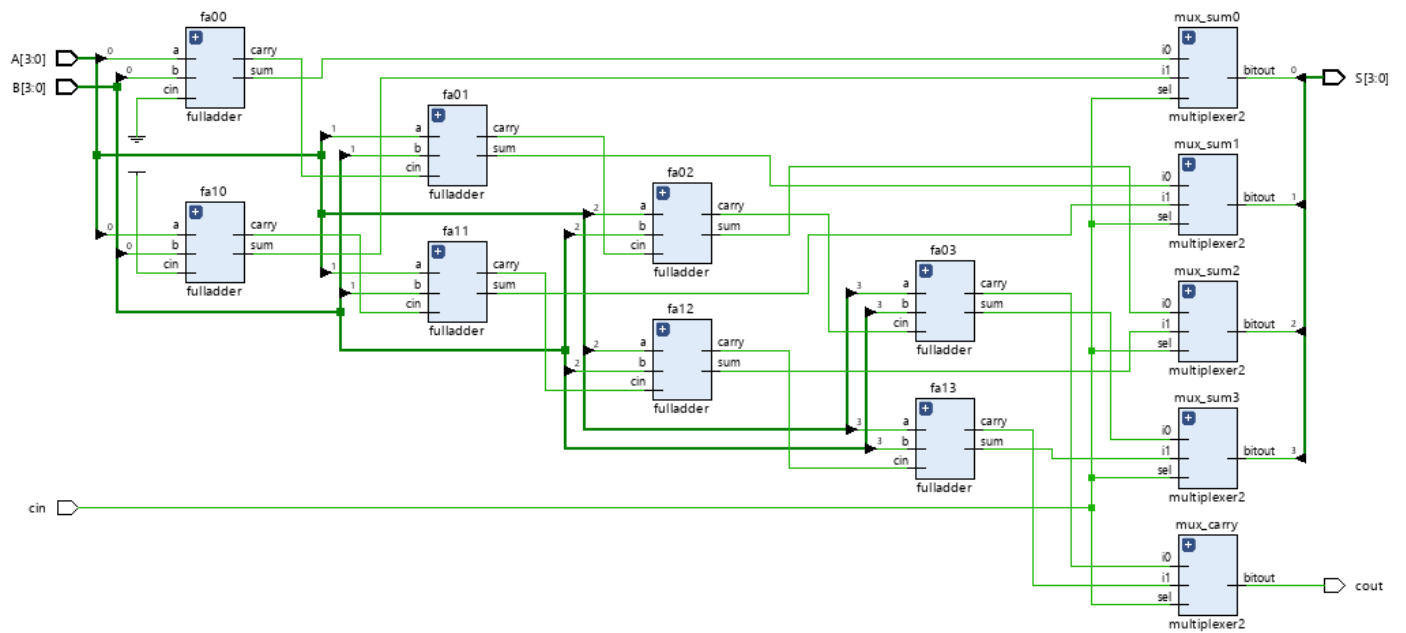 fa00
A[3:0]
B[3:0]
0
0
a
b
cin
carry
sum
fulladder
fa10
0
0
a
b
cin
carry
sum
fulladder
fa01
1
1
a
b
cin
carry
sum
fulladder
fa11
1
1
a
b
cin
carry
sum
fulladder
fa02
2
2
a
b
cin
carry
sum
fulladder
fa12
2
2
a
b
cin
carry
sum
fulladder
fa03
3
3
a
b
cin
carry
sum
fulladder
fa13
3
3
a
b
cin
carry
sum
fulladder
mux_sum0
i0
i1
sel
bitout
0
S[3:0]
multiplexer2
mux_sum1
i0
i1
sel
bitout
1
multiplexer2
mux_sum2
i0
i1
sel
bitout
2
multiplexer2
mux_sum3
i0
i1
sel
bitout
3
multiplexer2
cin
mux_carry
i0
i1
sel
bitout
cout
multiplexer2